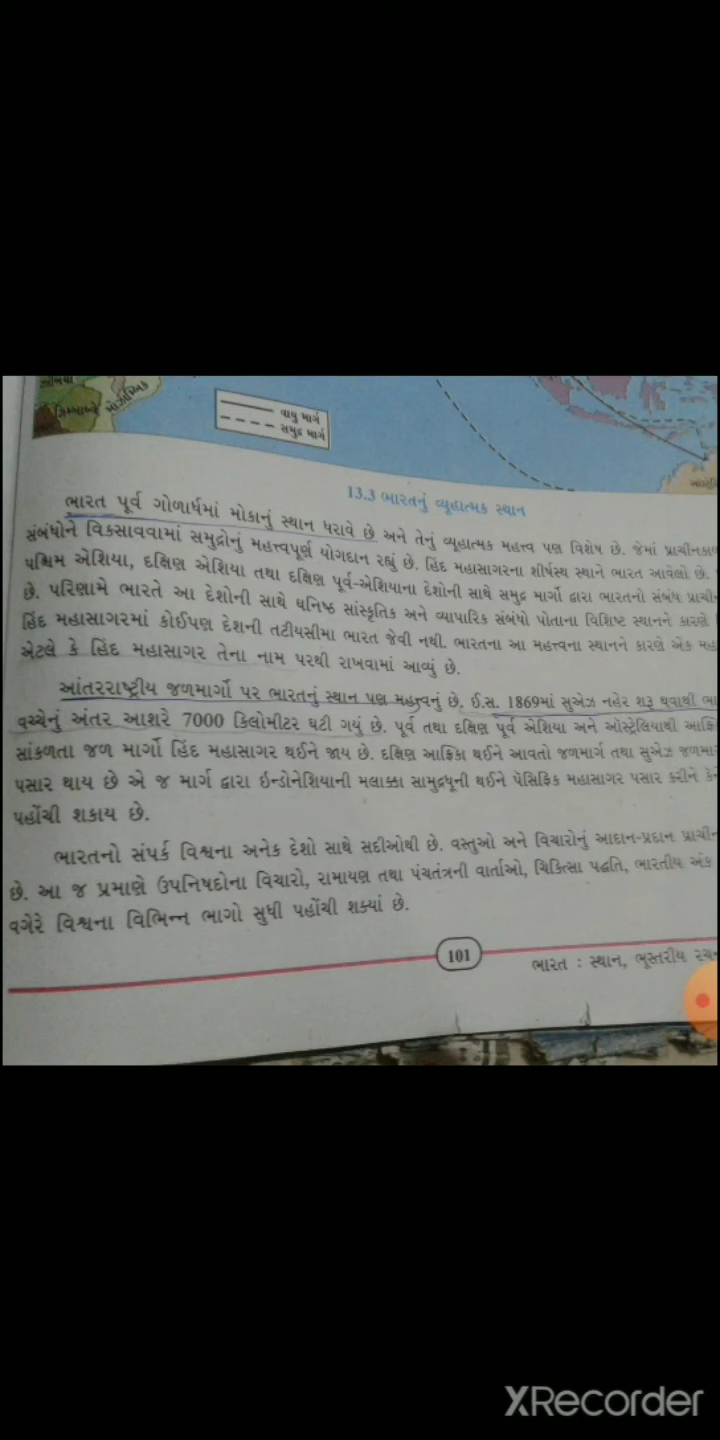 ઝિમ્બાબ્વે
મોઝામ્બિક
વાયુ માર્ગ
સમુદ્ર માર્ગ
13.3 ભારતનું વ્યૂહાત્મક સ્થાન
ભારત પૂર્વ ગોળાર્ધમાં મોકાનું સ્થાન ધરાવે છે અને તેનું વ્યૂહાત્મક મહત્ત્વ પણ વિશેષ છે. જેમાં પ્રાચીનકા
સંબંધોને વિકસાવવામાં સમુદ્રોનું મહત્ત્વપૂર્ણ યોગદાન રહ્યું છે. હિંદ મહાસાગરના શીર્ષસ્થ સ્થાને ભારત આવેલો છે.
પશ્ચિમ એશિયા, દક્ષિણ એશિયા તથા દક્ષિણ પૂર્વ-એશિયાના દેશોની સાથે સમુદ્ર માર્ગો દ્વારા ભારતનો સંબંધ પ્રાચી
છે. પરિણામે ભારતે આ દેશોની સાથે ઘનિષ્ઠ સાંસ્કૃતિક અને વ્યાપારિક સંબંધો પોતાના વિશિષ્ટ સ્થાનને કારણે
હિંદ મહાસાગરમાં કોઈપણ દેશની તટીયસીમા ભારત જેવી નથી. ભારતના આ મહત્ત્વના સ્થાનને કારણે એક મહા
એટલે કે હિંદ મહાસાગર તેના નામ પરથી રાખવામાં આવ્યું છે.
આંતરરાષ્ટ્રીય જળમાર્ગો પર ભારતનું સ્થાન પણ મહત્ત્વનું છે. ઈ.સ. 1869માં સુએઝ નહેર શરૂ થવાથી ભા
વચ્ચેનું અંતર આશરે 7000 કિલોમીટર ઘટી ગયું છે. પૂર્વ તથા દક્ષિણ પૂર્વ એશિયા અને ઑસ્ટ્રેલિયાથી આફ્રિ
સાંકળતા જળ માર્ગો હિંદ મહાસાગર થઈને જાય છે. દક્ષિણ આફ્રિકા થઈને આવતો જળમાર્ગ તથા સુએઝ જળમા
પસાર થાય છે એ જ માર્ગ દ્વારા ઇન્ડોનેશિયાની મલાક્કા સામુદ્રધૂની થઈને પૅસિફિક મહાસાગર પસાર કરીને કે
પહોંચી શકાય છે.
ભારતનો સંપર્ક વિશ્વના અનેક દેશો સાથે સદીઓથી છે. વસ્તુઓ અને વિચારોનું આદાન-પ્રદાન પ્રાચી
છે. આ જ પ્રમાણે ઉપનિષદોના વિચારો, રામાયણ તથા પંચતંત્રની વાર્તાઓ, ચિકિત્સા પદ્ધતિ, ભારતીય અંક
વગેરે વિશ્વના વિભિન્ન ભાગો સુધી પહોંચી શક્યાં છે.
101
ભારત : સ્થાન, ભૂસ્તરીય રચ
XRecorder